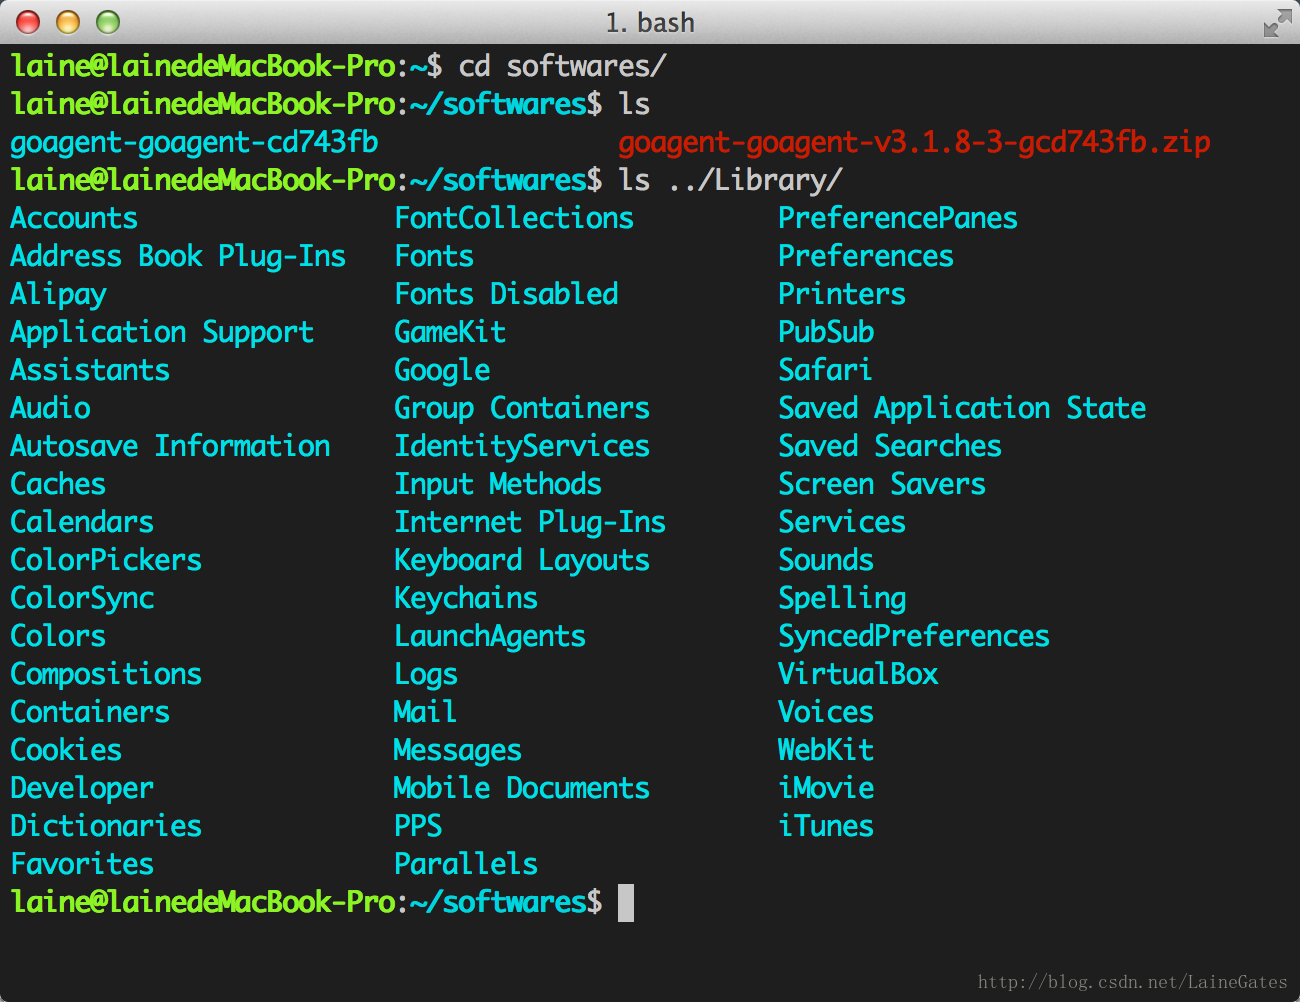 1. bash
laine@lainedeMacBook-Pro:~$ cd softwares/
laine@lainedeMacBook-Pro:~/softwares$ ls
goagent-goagent-cd743fb goagent-goagent-v3.1.8-3-gcd743fb.zip
laine@lainedeMacBook-Pro:~/softwares$ ls ../Library/
Accounts FontCollections PreferencePanes
Address Book Plug-Ins Fonts Preferences
Alipay Fonts Disabled Printers
Application Support GameKit PubSub
Assistants Google Safari
Audio Group Containers Saved Application State
Autosave Information IdentityServices Saved Searches
Caches Input Methods Screen Savers
Calendars Internet Plug-Ins Services
ColorPickers Keyboard Layouts Sounds
ColorSync Keychains Spelling
Colors LaunchAgents SyncedPreferences
Compositions Logs VirtualBox
Containers Mail Voices
Cookies Messages WebKit
Developer Mobile Documents iMovie
Dictionaries PPS iTunes
Favorites Parallels
laine@lainedeMacBook-Pro:~/softwares$
http://blog.csdn.net/LaineGates